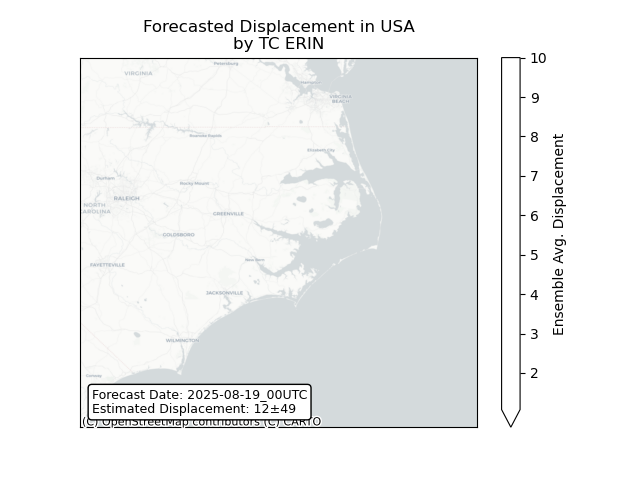 Forecasted Displacement in USA
by TC ERIN
Petersburg
VIRGINIA
VIRGINIA
BEACH
Roanoke Rapids
Elizabeth City
Durham
Rocky Mount
RALEIGH
NORTH
CAROLINA
GREENVILLE
GOLDSBORO
New Bern
FAYETTEVILLE
JACKSONVILLE
WILMINGTON
Conway
Forecast Date: 2025-08-19_00UTC
Estimated Displacement: 12±49
(C) OpenStreetMap contributors (C) CARTO
10
9
8
7
6
5
4
3
2
Ensemble Avg. Displacement